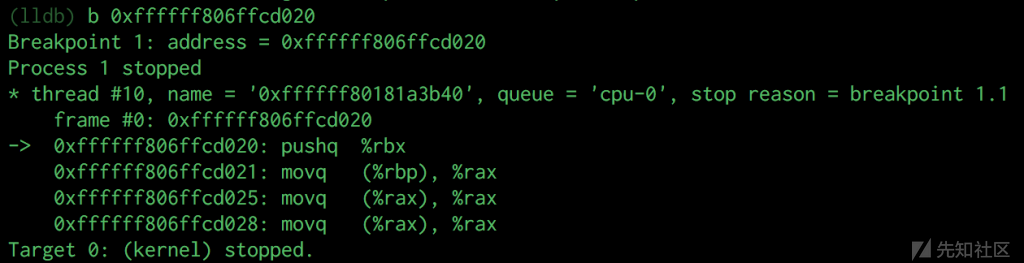 (lldb) b 0xffffff806ffcd020
Breakpoint 1: address = 0xffffff806ffcd020
Process 1 stopped
* thread #10, name = '0xffffff80181a3b40', queue = 'cpu-0', stop reason = breakpoint 1.1
    frame #0: 0xffffff806ffcd020
->  0xffffff806ffcd020: pushq  %rbx
    0xffffff806ffcd021: movq   (%rbp), %rax
    0xffffff806ffcd025: movq   (%rax), %rax
    0xffffff806ffcd028: movq   (%rax), %rax
Target 0: (kernel) stopped.
先知社区